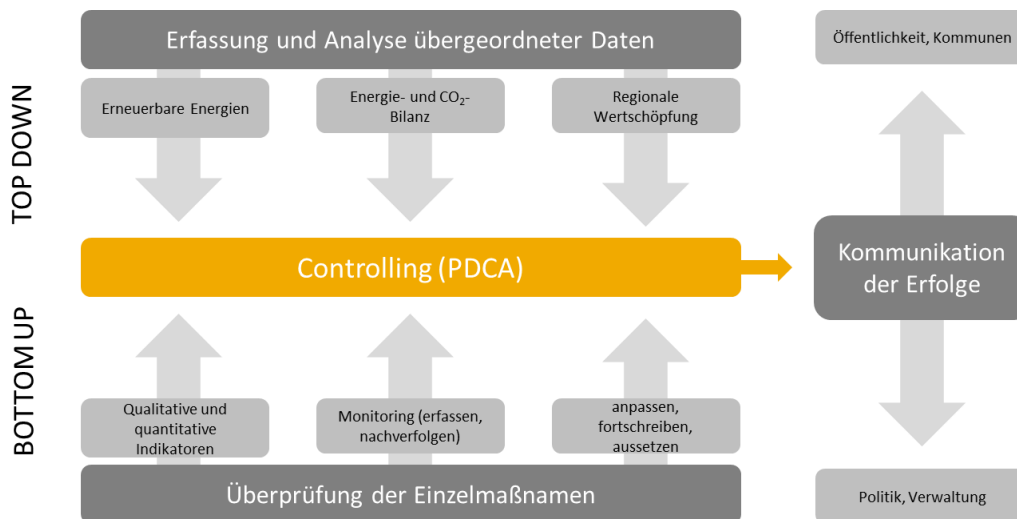 Erfassung und Analyse übergeordneter Daten
Öffentlichkeit, Kommunen
TOP DOWN
Erneuerbare Energien
Energie- und CO₂-
Bilanz
Regionale
Wertschöpfung
Controlling (PDCA)
Kommunikation
der Erfolge
BOTTOM UP
Qualitative und
quantitative
Indikatoren
Monitoring (erfassen,
nachverfolgen)
anpassen,
fortschreiben,
aussetzen
Überprüfung der Einzelmaßnamen
Politik, Verwaltung